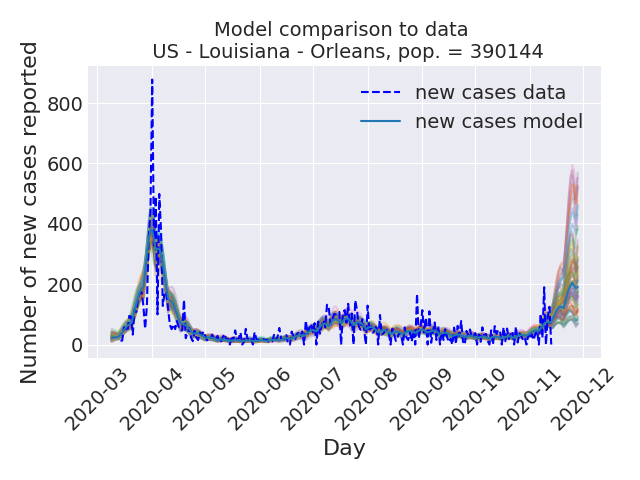 Model comparison to data
US - Louisiana - Orleans, pop. = 390144
Number of new cases reported
800
600
400
200
0
new cases data
new cases model
2020-03
2020-04
2020-05
2020-06
2020-07
2020-08
2020-09
2020-10
2020-11
2020-12
Day